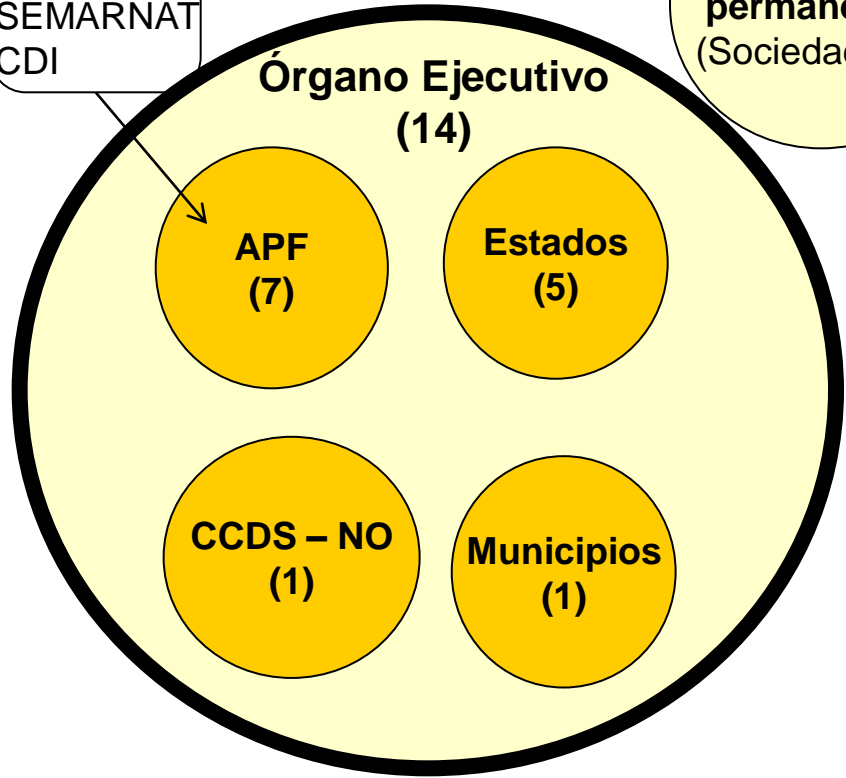 SEMARNAT
CDI
Órgano Ejecutivo
(14)
APF
(7)
Estados
(5)
CCDS – NO
(1)
Municipios
(1)